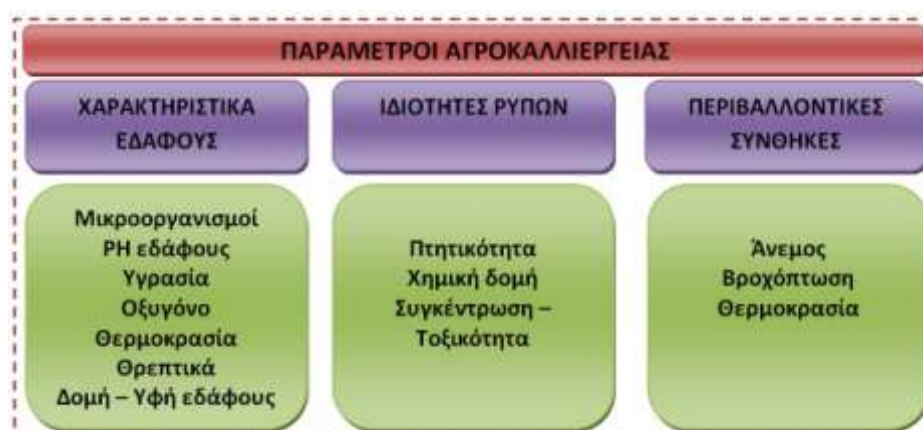 ΠΑΡΑΜΕΤΡΟΙ ΑΓΡΟΚΑΛΛΙΕΡΓΕΙΑΣ
ΧΑΡΑΚΤΗΡΙΣΤΙΚΑ
ΕΔΑΦΟΥΣ
Μικροοργανισμοί
PH εδάφους
Υγρασία
Οξυγόνο
Θερμοκρασία
Θρεπτικά
Δομή – Υφή εδάφους
ΙΔΙΟΤΗΤΕΣ ΡΥΠΩΝ
Πτητικότητα
Χημική δομή
Συγκέντρωση –
Τοξικότητα
ΠΕΡΙΒΑΛΛΟΝΤΙΚΕΣ
ΣΥΝΘΗΚΕΣ
Άνεμος
Βροχόπτωση
Θερμοκρασία